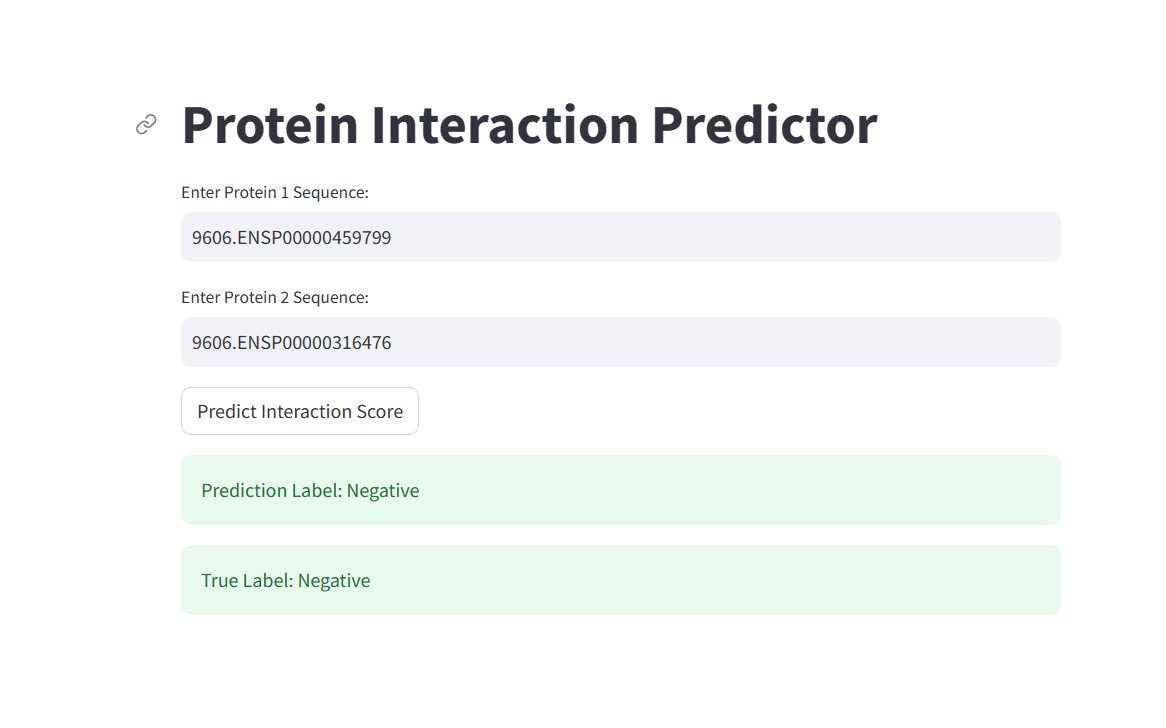 Protein Interaction Predictor
Enter Protein 1 Sequence:
9606.ENSP00000459799
Enter Protein 2 Sequence:
9606.ENSP00000316476
Predict Interaction Score
Prediction Label: Negative
True Label: Negative